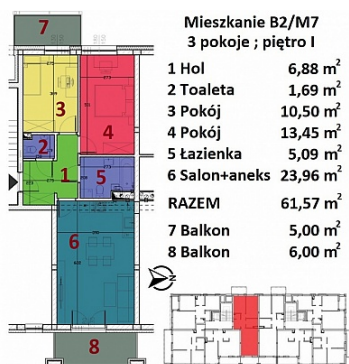 Mieszkanie B2/M7
3 pokoje ; piętro I
1 Hol 6,88 m²
2 Toaleta 1,69 m²
3 Pokój 10,50 m²
4 Pokój 13,45 m²
5 Łazienka 5,09 m²
6 Salon+aneks 23,96 m²
RAZEM 61,57 m²
7 Balkon 5,00 m²
8 Balkon 6,00 m²
7
3
4
2
1
5
6
8